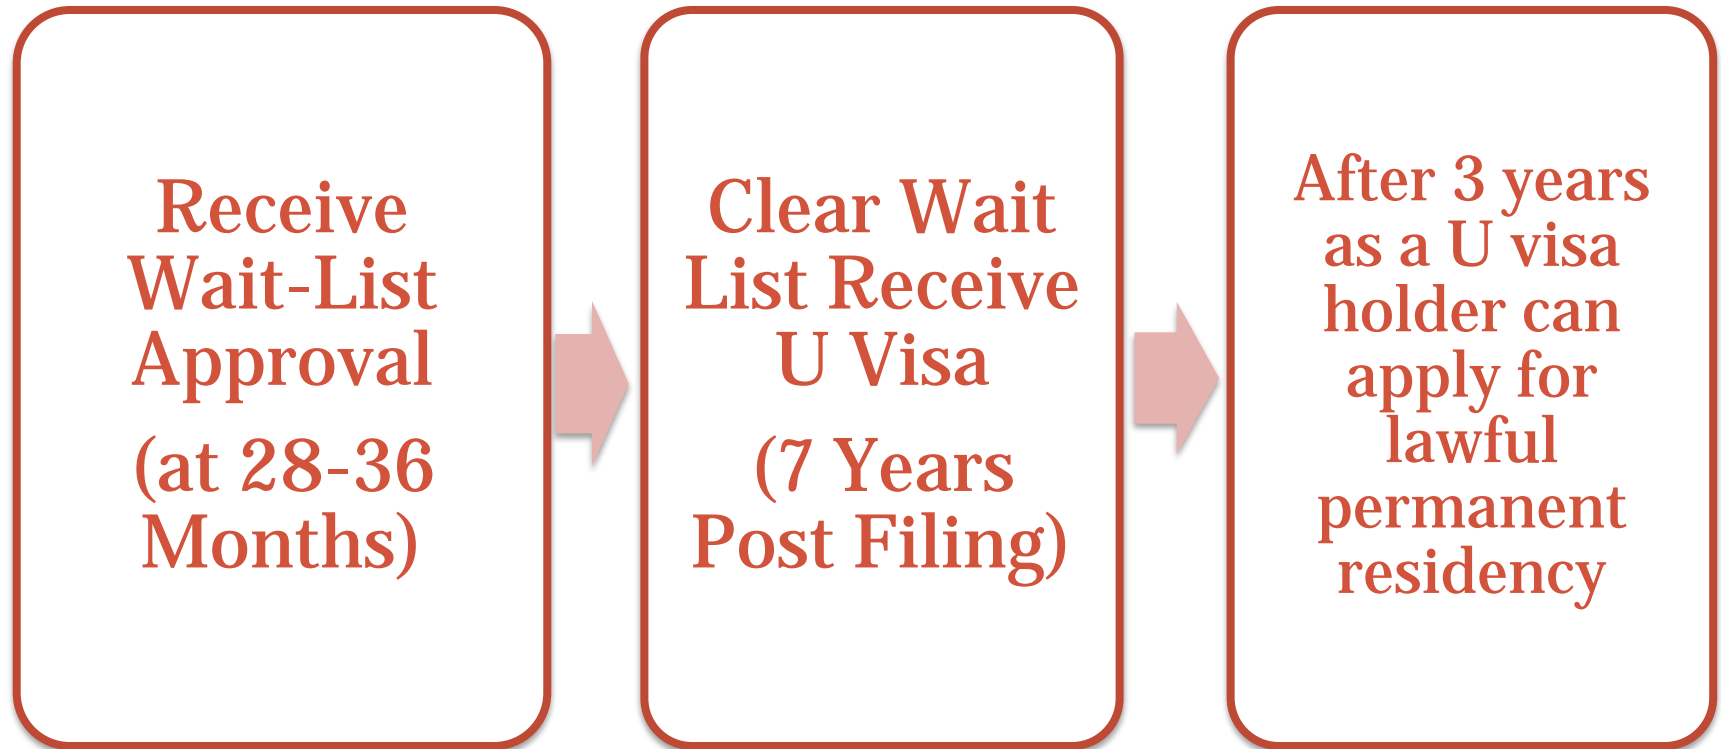 Receive
Wait-List
Approval
(at 28-36
Months)
Clear Wait
List Receive
U Visa
(7 Years
Post Filing)
After 3 years
as a U visa
holder can
apply for
lawful
permanent
residency